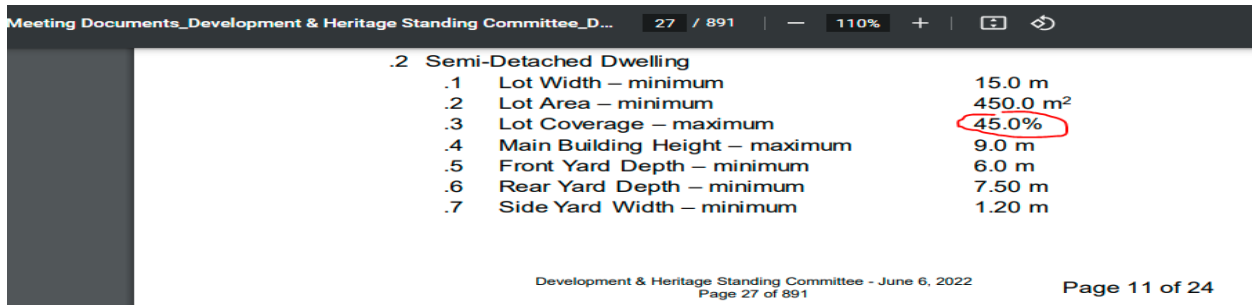 Meeting Documents_Development & Heritage Standing Committee_D... 27 / 891 | — 110% + |
.2 Semi-Detached Dwelling
.1 Lot Width – minimum 15.0 m
.2 Lot Area – minimum 450.0 m²
.3 Lot Coverage – maximum 45.0%
.4 Main Building Height – maximum 9.0 m
.5 Front Yard Depth – minimum 6.0 m
.6 Rear Yard Depth – minimum 7.50 m
.7 Side Yard Width – minimum 1.20 m
Development & Heritage Standing Committee - June 6, 2022
Page 27 of 891
Page 11 of 24